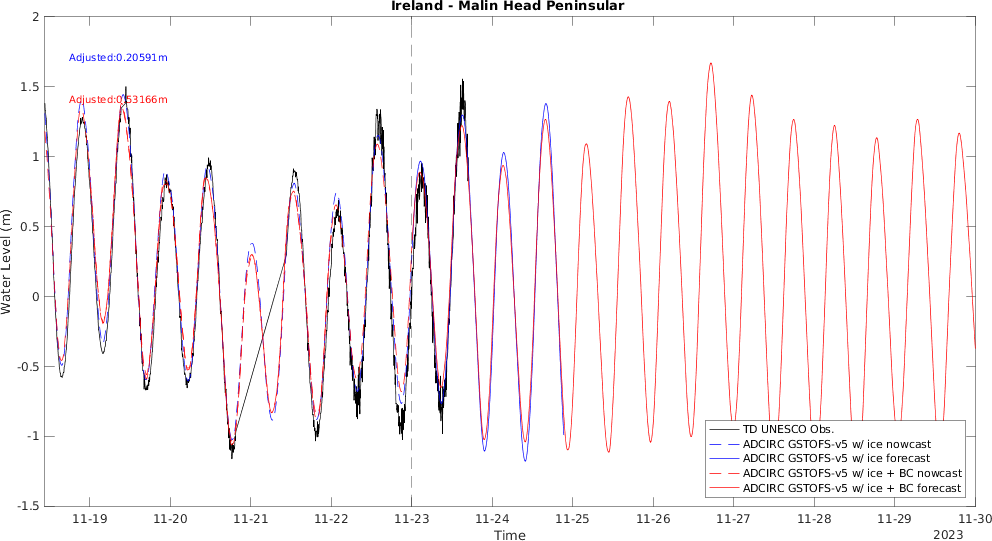 Ireland - Malin Head Peninsular
2
1.5
1
0.5
0
-0.5
-1
-1.5
Water Level (m)
Adjusted:0.20591m
Adjusted:0.53166m
TD UNESCO Obs.
ADCIRC GSTOFS-v5 w/ ice nowcast
ADCIRC GSTOFS-v5 w/ ice forecast
ADCIRC GSTOFS-v5 w/ ice + BC nowcast
ADCIRC GSTOFS-v5 w/ ice + BC forecast
11-19 11-20 11-21 11-22 11-23 11-24 11-25 11-26 11-27 11-28 11-29 11-30
Time
2023